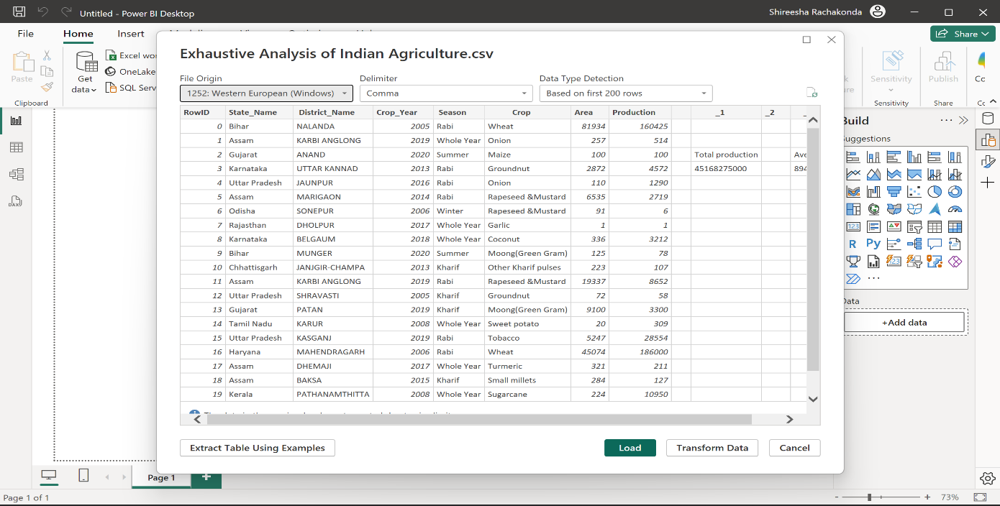 Untitled - Power BI Desktop
Shireesha Rachakonda
File
Home
Insert
Share
Paste
Get data
Excel wo
OneLake
SQL Serv
Clipboard
Sensitivity
Publish
Sensitivity
Share
Exhaustive Analysis of Indian Agriculture.csv
File Origin Delimiter Data Type Detection
1252: Western European (Windows) Comma Based on first 200 rows
RowID State_Name District_Name Crop_Year Season Crop Area Production _1 _2
0 Bihar NALANDA 2005 Rabi Wheat 81934 160425
1 Assam KARBI ANGLONG 2019 Whole Year Onion 257 514
2 Gujarat ANAND 2020 Summer Maize 100 100 Total production Ave
3 Karnataka UTTAR KANNAD 2013 Rabi Groundnut 2872 4572 45168275000 894
4 Uttar Pradesh JAUNPUR 2016 Rabi Onion 110 1290
5 Assam MARIGAON 2014 Rabi Rapeseed &Mustard 6535 2719
6 Odisha SONEPUR 2006 Winter Rapeseed &Mustard 91 6
7 Rajasthan DHOLPUR 2017 Whole Year Garlic 1 1
8 Karnataka BELGAUM 2018 Whole Year Coconut 336 3212
9 Bihar MUNGER 2020 Summer Moong(Green Gram) 125 78
10 Chhattisgarh JANJGIR-CHAMPA 2013 Kharif Other Kharif pulses 223 107
11 Assam KARBI ANGLONG 2019 Rabi Rapeseed &Mustard 19337 8652
12 Uttar Pradesh SHRAVASTI 2005 Kharif Groundnut 72 58
13 Gujarat PATAN 2019 Kharif Moong(Green Gram) 9100 3300
14 Tamil Nadu KARUR 2008 Whole Year Sweet potato 20 309
15 Uttar Pradesh KASGANJ 2019 Rabi Tobacco 5247 28554
16 Haryana MAHENDRAGARH 2006 Rabi Wheat 45074 186000
17 Assam DHEMAJI 2017 Whole Year Turmeric 321 211
18 Assam BAKSA 2015 Kharif Small millets 284 127
19 Kerala PATHANAMTHITTA 2008 Whole Year Sugarcane 224 10950
Extract Table Using Examples
Load
Transform Data
Cancel
Build
uggestions
123
R Py
123
Data
+Add data
DAX
Page 1
+
Page 1 of 1
- + 73%